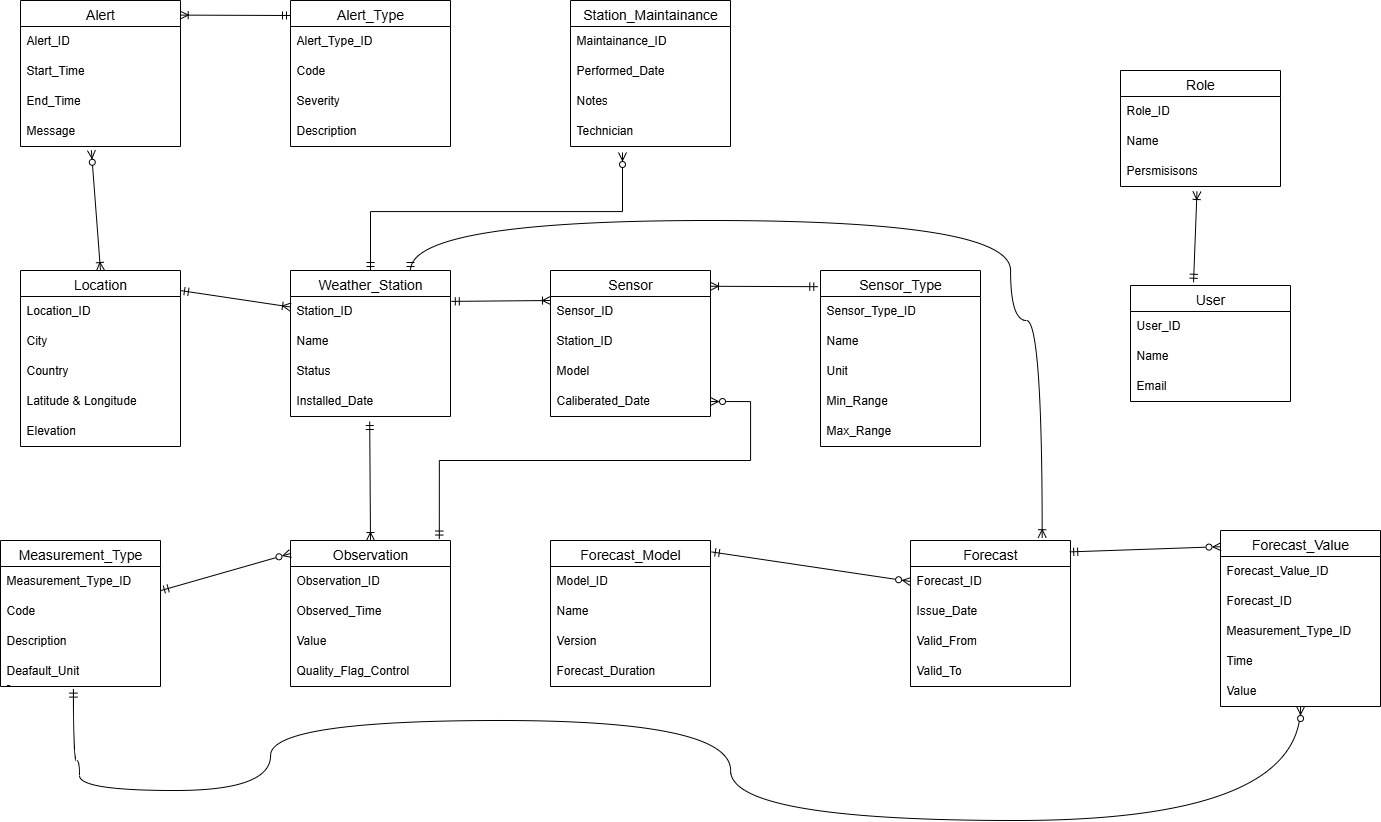 Alert
Alert_ID
Start_Time
End_Time
Message
Alert_Type
Alert_Type_ID
Code
Severity
Description
Station_Maintainance
Maintainance_ID
Performed_Date
Notes
Technician
Role
Role_ID
Name
Persmisisons
Location
Location_ID
City
Country
Latitude & Longitude
Elevation
Weather_Station
Station_ID
Name
Status
Installed_Date
Sensor
Sensor_ID
Station_ID
Model
Caliberated_Date
Sensor_Type
Sensor_Type_ID
Name
Unit
Min_Range
Max_Range
User
User_ID
Name
Email
Measurement_Type
Measurement_Type_ID
Code
Description
Deafault_Unit
Observation
Observation_ID
Observed_Time
Value
Quality_Flag_Control
Forecast_Model
Model_ID
Name
Version
Forecast_Duration
Forecast
Forecast_ID
Issue_Date
Valid_From
Valid_To
Forecast_Value
Forecast_Value_ID
Forecast_ID
Measurement_Type_ID
Time
Value